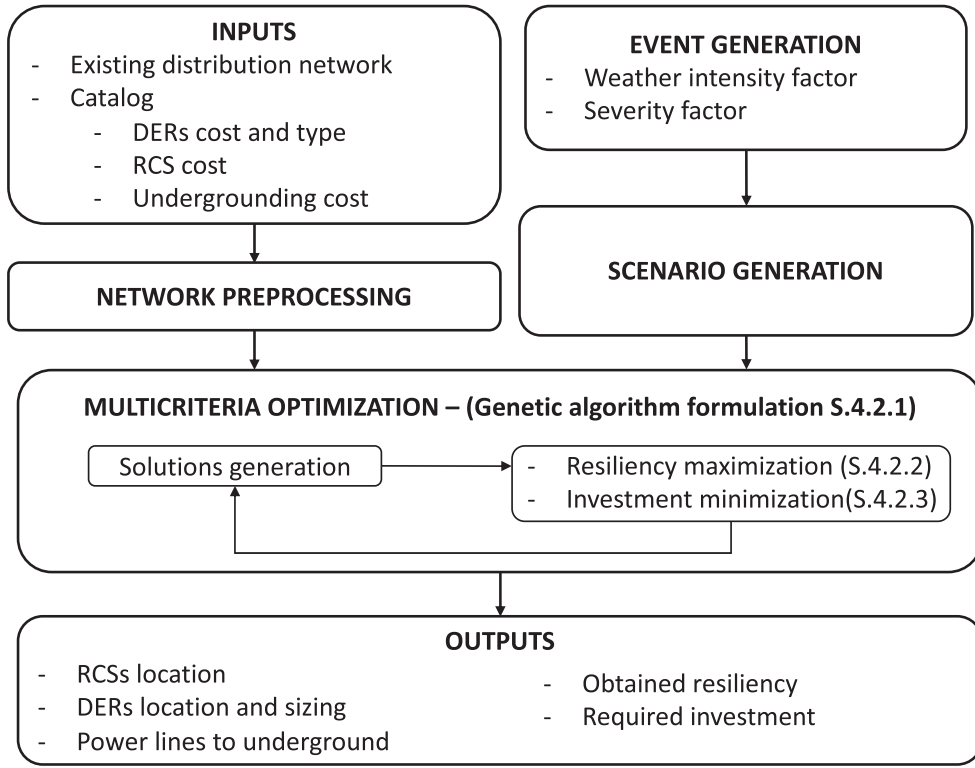 INPUTS
- Existing distribution network
- Catalog
- DERs cost and type
- RCS cost
- Undergrounding cost
EVENT GENERATION
- Weather intensity factor
- Severity factor
NETWORK PREPROCESSING
SCENARIO GENERATION
MULTICRITERIA OPTIMIZATION – (Genetic algorithm formulation S.4.2.1)
Solutions generation
- Resiliency maximization (S.4.2.2)
- Investment minimization(S.4.2.3)
OUTPUTS
- RCSs location
- DERs location and sizing
- Power lines to underground
- Obtained resiliency
- Required investment